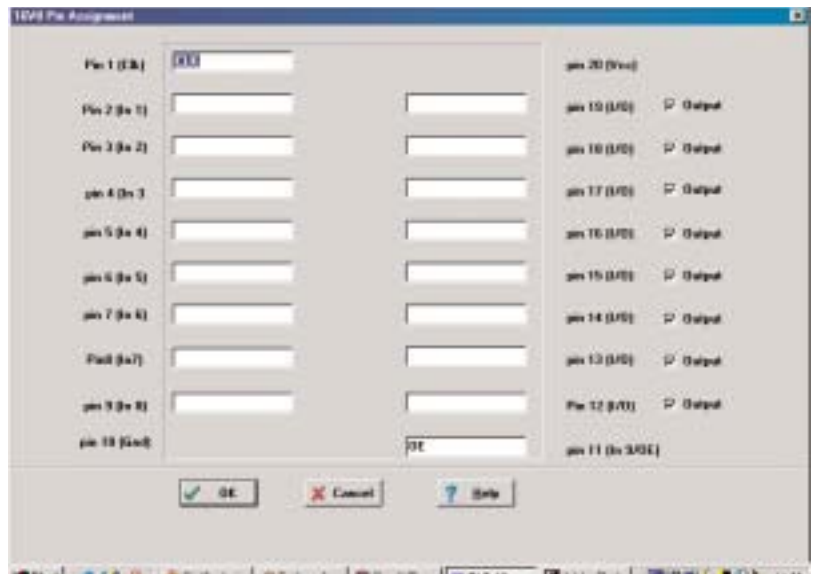 16V8 Pin Assignment
Pin 1 (Clk) pin 20 (Vcc)
Pin 2 (In 1) pin 19 (I/O) Output
Pin 3 (In 2) pin 18 (I/O) Output
pin 4 (In 3 pin 17 (I/O) Output
pin 5 (In 4) pin 16 (I/O) Output
pin 6 (In 5) pin 15 (I/O) Output
pin 7 (In 6) pin 14 (I/O) Output
Pin8 (In7) pin 13 (I/O) Output
pin 9 (In 8) Pin 12 (I/O) Output
pin 10 (Gnd) OE pin 11 (In 9/OE)
OK Cancel Help